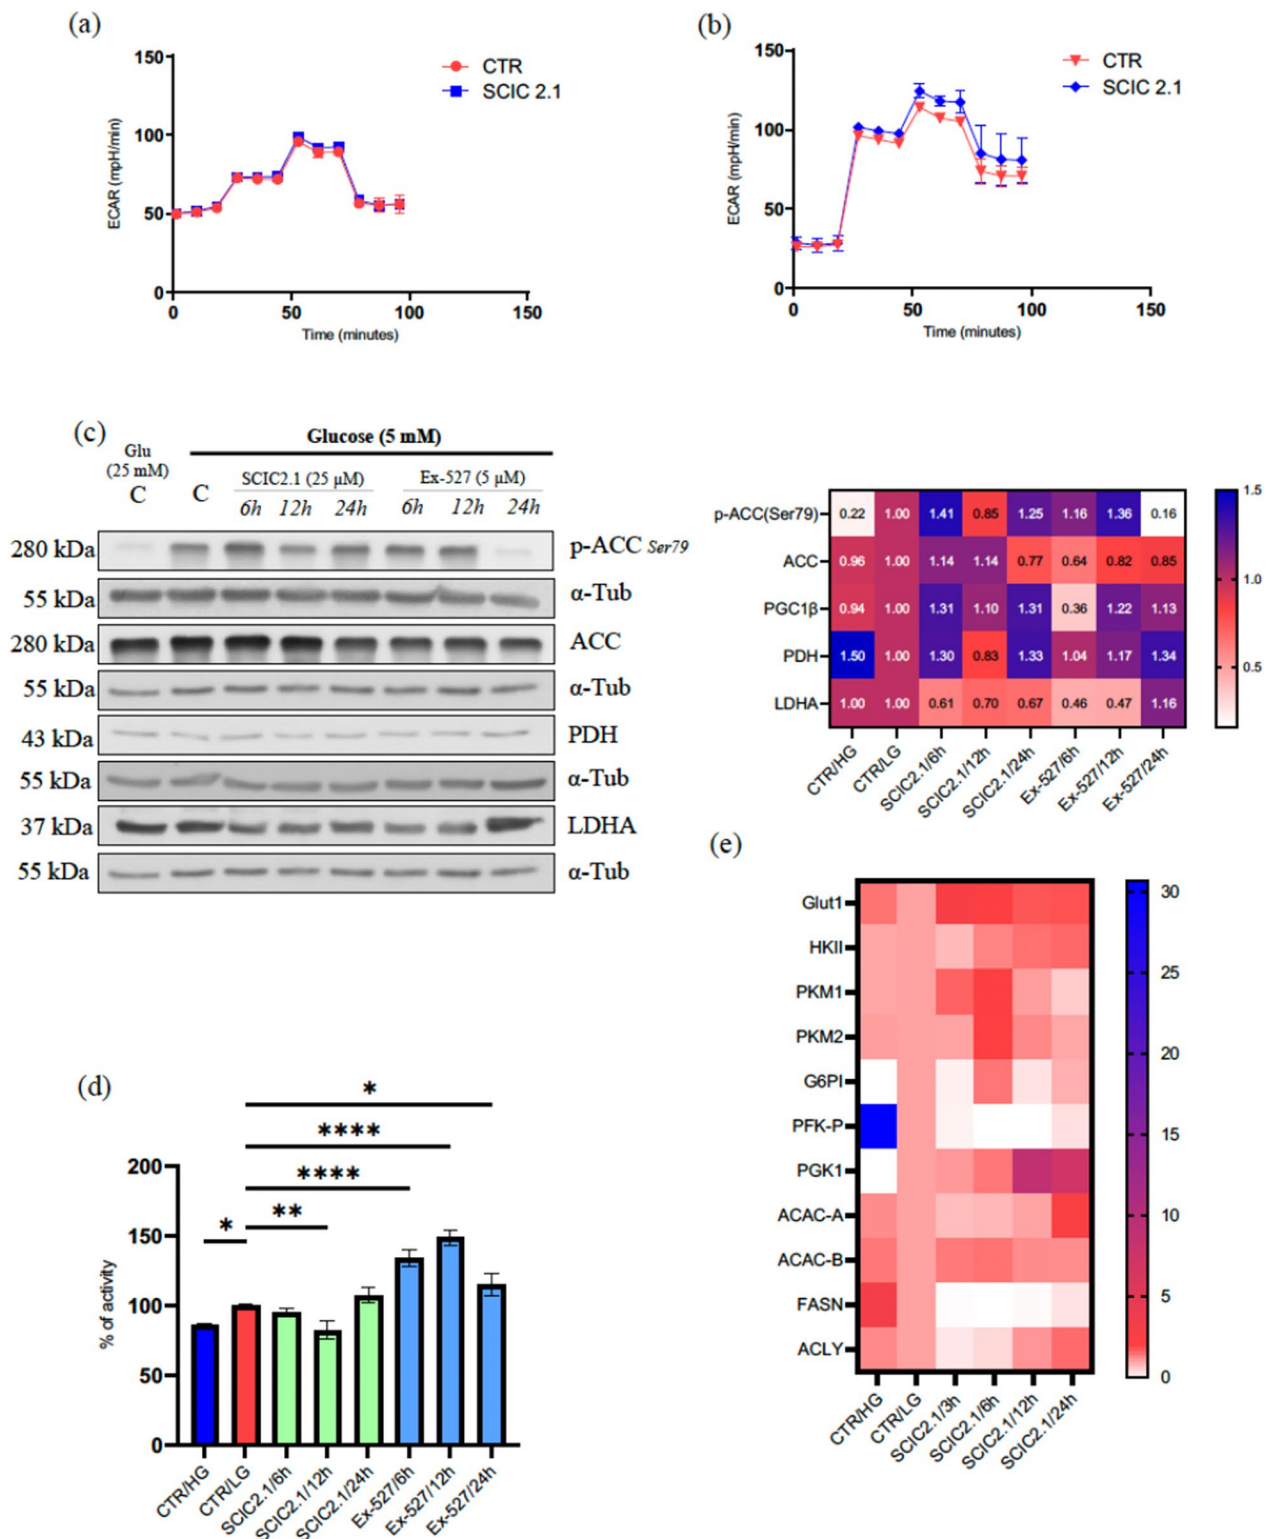 (a)
150
100
50
0
ECAR (mpH/min)
0 50 100 150
Time (minutes)
CTR
SCIC 2.1
(b)
150
100
50
0
ECAR (mpH/min)
0 50 100 150
Time (minutes)
CTR
SCIC 2.1
(c)
Glu
(25 mM)
C
Glucose (5 mM)
C
SCIC2.1 (25 µM)
Ex-527 (5 µM)
6h 12h 24h 6h 12h 24h
280 kDa p-ACC Ser79
55 kDa α-Tub
280 kDa ACC
55 kDa α-Tub
43 kDa PDH
55 kDa α-Tub
37 kDa LDHA
55 kDa α-Tub
p-ACC(Ser79) 0.22 1.00 1.41 0.85 1.25 1.16 1.36 0.16
ACC 0.96 1.00 1.14 1.14 0.77 0.64 0.82 0.85
PGC1β 0.94 1.00 1.31 1.10 1.31 0.36 1.22 1.13
PDH 1.50 1.00 1.30 0.83 1.33 1.04 1.17 1.34
LDHA 1.00 1.00 0.61 0.70 0.67 0.46 0.47 1.16
CTR/HG CTR/LG SCIC2.1/6h SCIC2.1/12h SCIC2.1/24h Ex-527/6h Ex-527/12h Ex-527/24h
1.5
1.0
0.5
(d)
*
****
****
**
*
200
150
100
50
0
% of activity
CTR/HG CTR/LG SCIC2.1/6h SCIC2.1/12h SCIC2.1/24h Ex-527/6h Ex-527/12h Ex-527/24h
(e)
Glut1
HKII
PKM1
PKM2
G6PI
PFK-P
PGK1
ACAC-A
ACAC-B
FASN
ACLY
CTR/HG CTR/LG SCIC2.1/3h SCIC2.1/6h SCIC2.1/12h SCIC2.1/24h
30
25
20
15
10
5
0